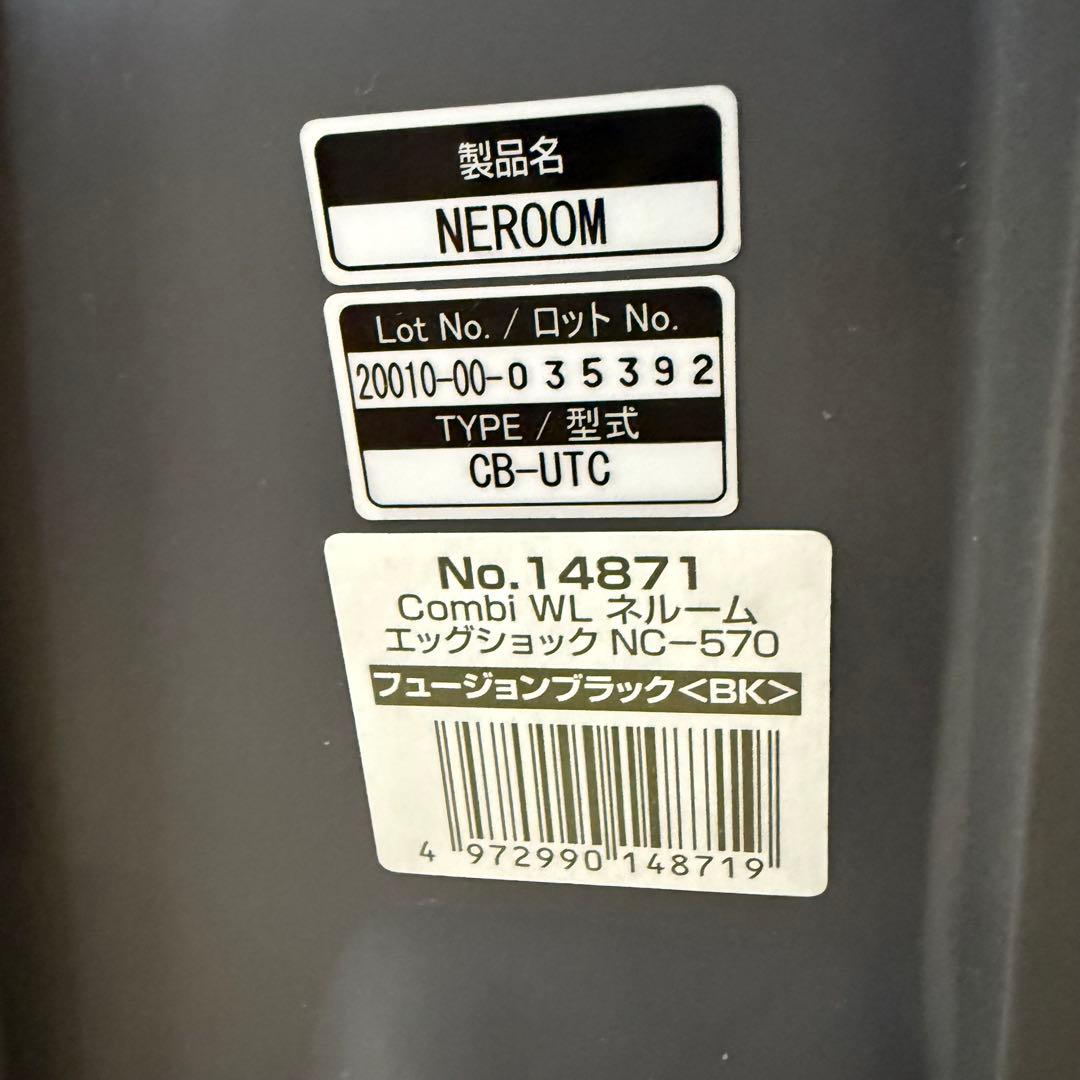 製品名
NEROOM
Lot No. / ロット No.
20010-00-035392
TYPE / 型式
CB-UTC
No.14871
Combi WL ネルーム
エッグショック NC-570
フュージョンブラック<BK>
4 972990 148719